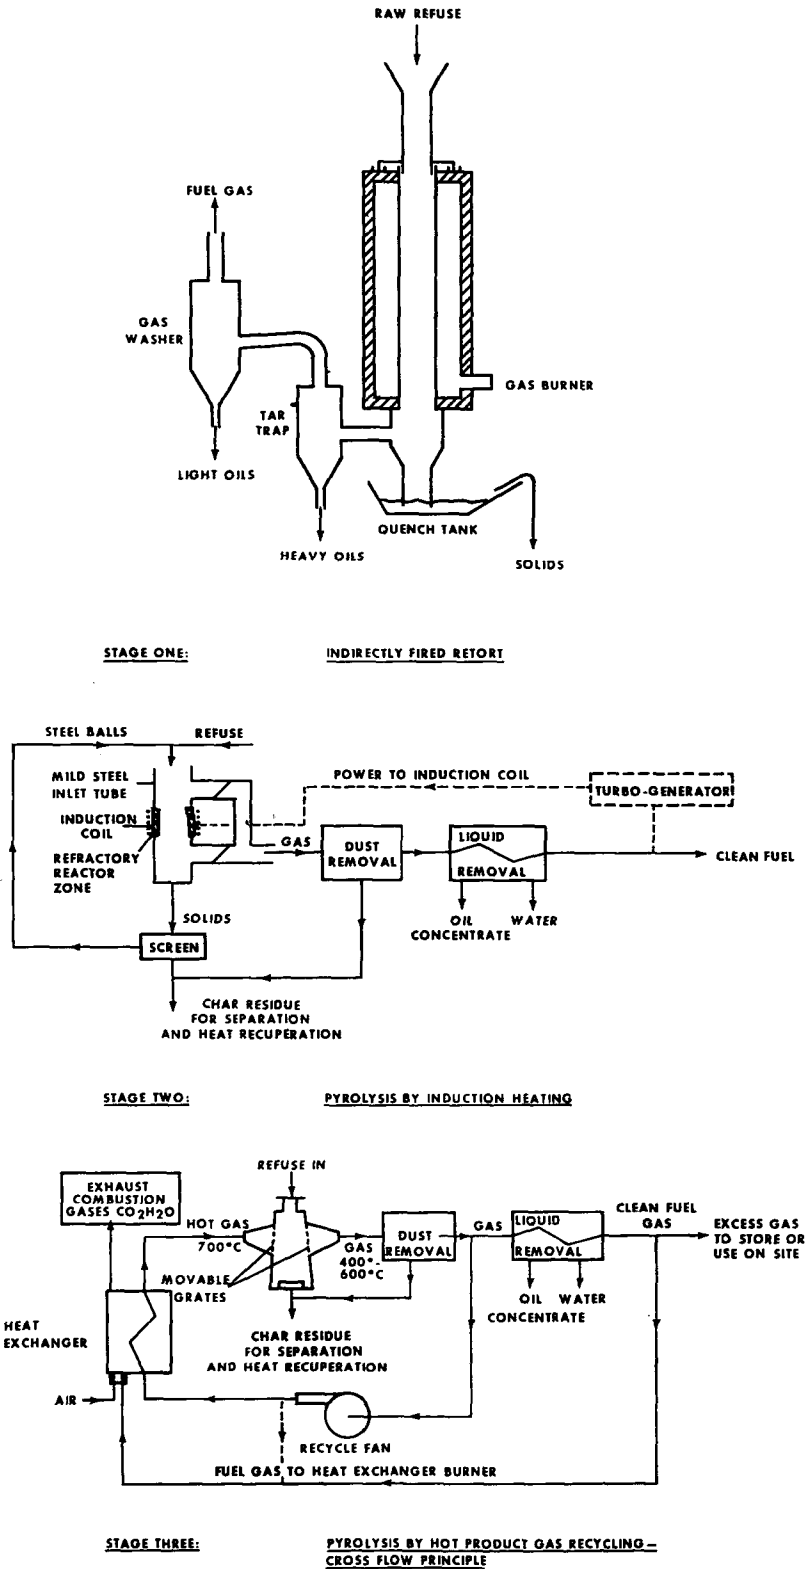 RAW REFUSE
FUEL GAS
GAS
WASHER
GAS BURNER
TAR
TRAP
LIGHT OILS
QUENCH TANK
HEAVY OILS
SOLIDS
STAGE ONE:
INDIRECTLY FIRED RETORT
STEEL BALLS
REFUSE
MILD STEEL
INLET TUBE
POWER TO INDUCTION COIL
TURBO-GENERATOR
INDUCTION
COIL
REFRACTORY
REACTOR
ZONE
GAS
DUST
REMOVAL
LIQUID
REMOVAL
CLEAN FUEL
OIL
CONCENTRATE
WATER
SOLIDS
SCREEN
CHAR RESIDUE
FOR SEPARATION
AND HEAT RECUPERATION
STAGE TWO:
PYROLYSIS BY INDUCTION HEATING
REFUSE IN
EXHAUST
COMBUSTION
GASES CO2H2O
HOT GAS
700°C
MOVABLE
GRATES
GAS
400°-
600°C
DUST
REMOVAL
GAS
LIQUID
REMOVAL
CLEAN FUEL
GAS
EXCESS GAS
TO STORE OR
USE ON SITE
OIL
WATER
CONCENTRATE
HEAT
EXCHANGER
CHAR RESIDUE
FOR SEPARATION
AND HEAT RECUPERATION
AIR
RECYCLE FAN
FUEL GAS TO HEAT EXCHANGER BURNER
STAGE THREE:
PYROLYSIS BY HOT PRODUCT GAS RECYCLING—
CROSS FLOW PRINCIPLE